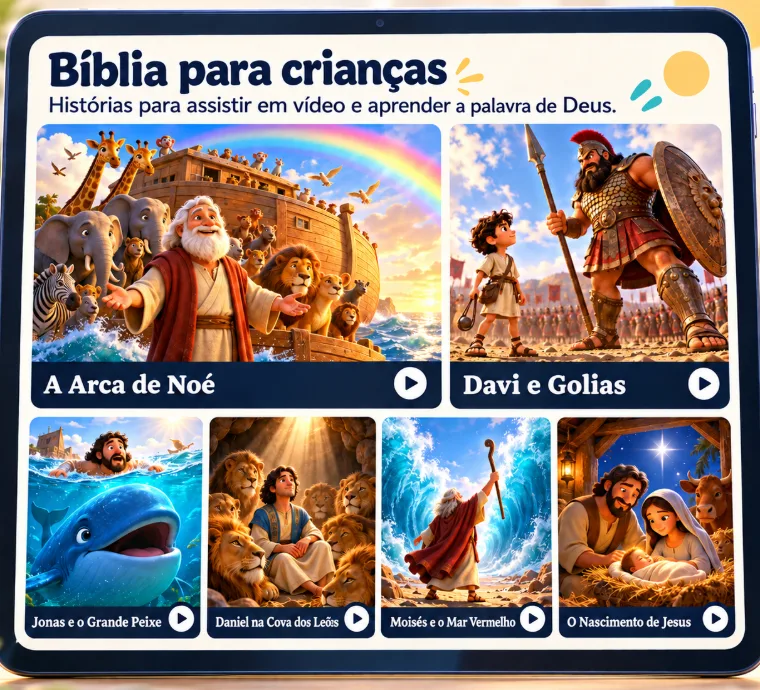 Bíblia para crianças
Histórias para assistir em vídeo e aprender a palavra de Deus.
A Arca de Noé
Davi e Golias
Jonas e o Grande Peixe
Daniel na Cova dos Leões
Moisés e o Mar Vermelho
O Nascimento de Jesus